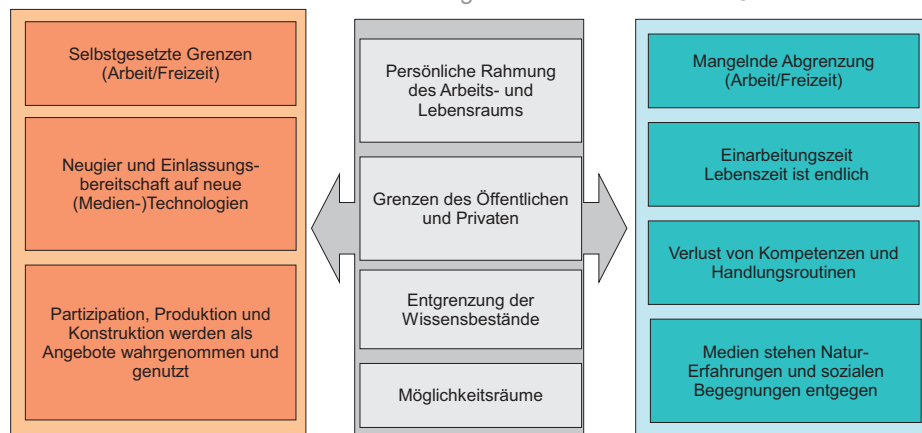 Selbstgesetzte Grenzen
(Arbeit/Freizeit)
Neugier und Einlassungs-
bereitschaft auf neue
(Medien-)Technologien
Partizipation, Produktion und
Konstruktion werden als
Angebote wahrgenommen und
genutzt
Persönliche Rahmung
des Arbeits- und
Lebensraums
Grenzen des Öffentlichen
und Privaten
Entgrenzung der
Wissensbestände
Möglichkeitsräume
Mangelnde Abgrenzung
(Arbeit/Freizeit)
Einarbeitungszeit
Lebenszeit ist endlich
Verlust von Kompetenzen und
Handlungsroutinen
Medien stehen Natur-
Erfahrungen und sozialen
Begegnungen entgegen